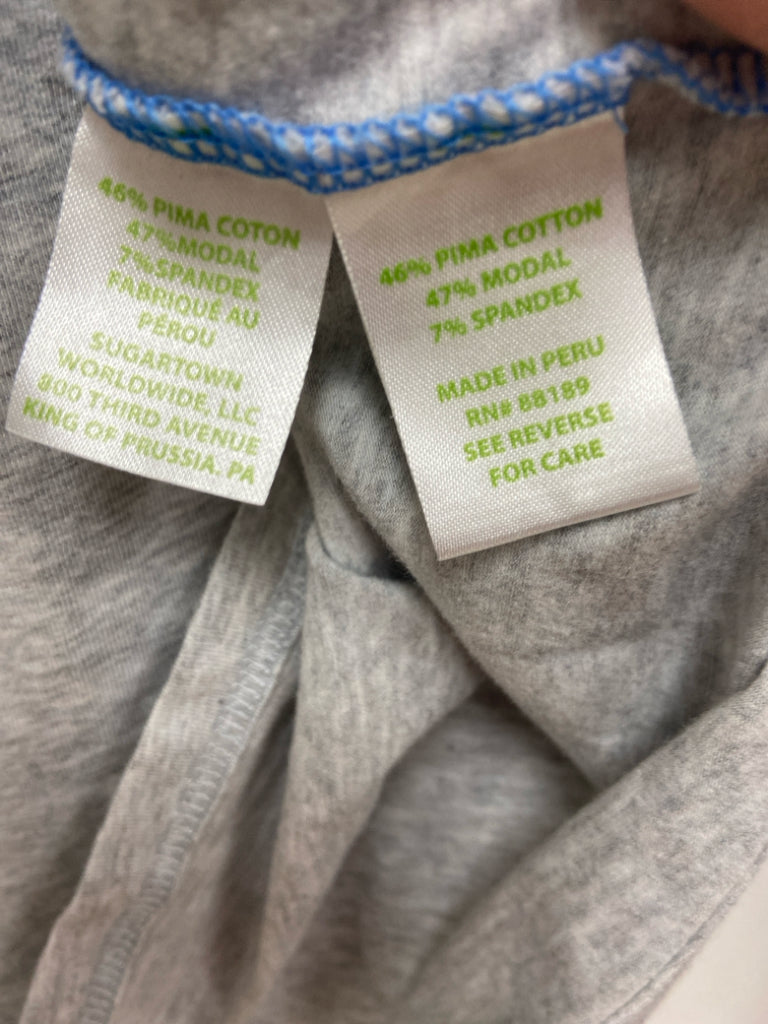 46% PIMA COTON
47% MODAL
7% SPANDEX
FABRIQUÉ AU
PÉROU
SUGARTOWN
WORLDWIDE, LLC
800 THIRD AVENUE
KING OF PRUSSIA, PA
46% PIMA COTTON
47% MODAL
7% SPANDEX
MADE IN PERU
RN# 88189
SEE REVERSE
FOR CARE